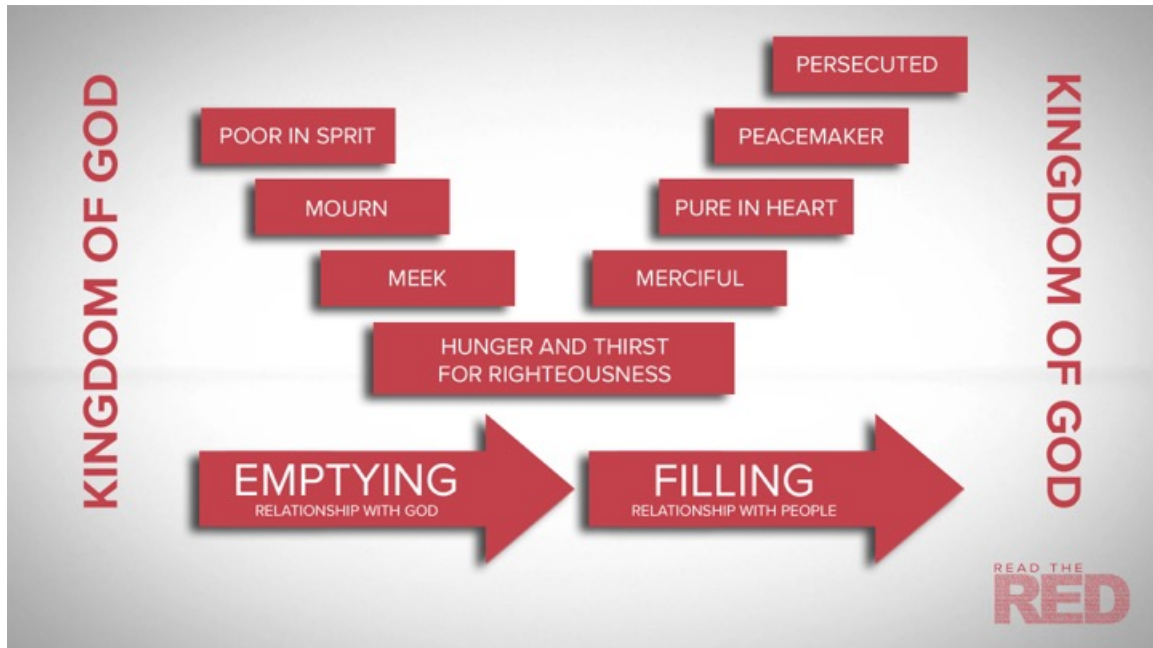 KINGDOM OF GOD
POOR IN SPRIT
MOURN
MEEK
HUNGER AND THIRST
FOR RIGHTEOUSNESS
MERCIFUL
PURE IN HEART
PEACEMAKER
PERSECUTED
KINGDOM OF GOD
EMPTYING
RELATIONSHIP WITH GOD
FILLING
RELATIONSHIP WITH PEOPLE
READ THE
RED